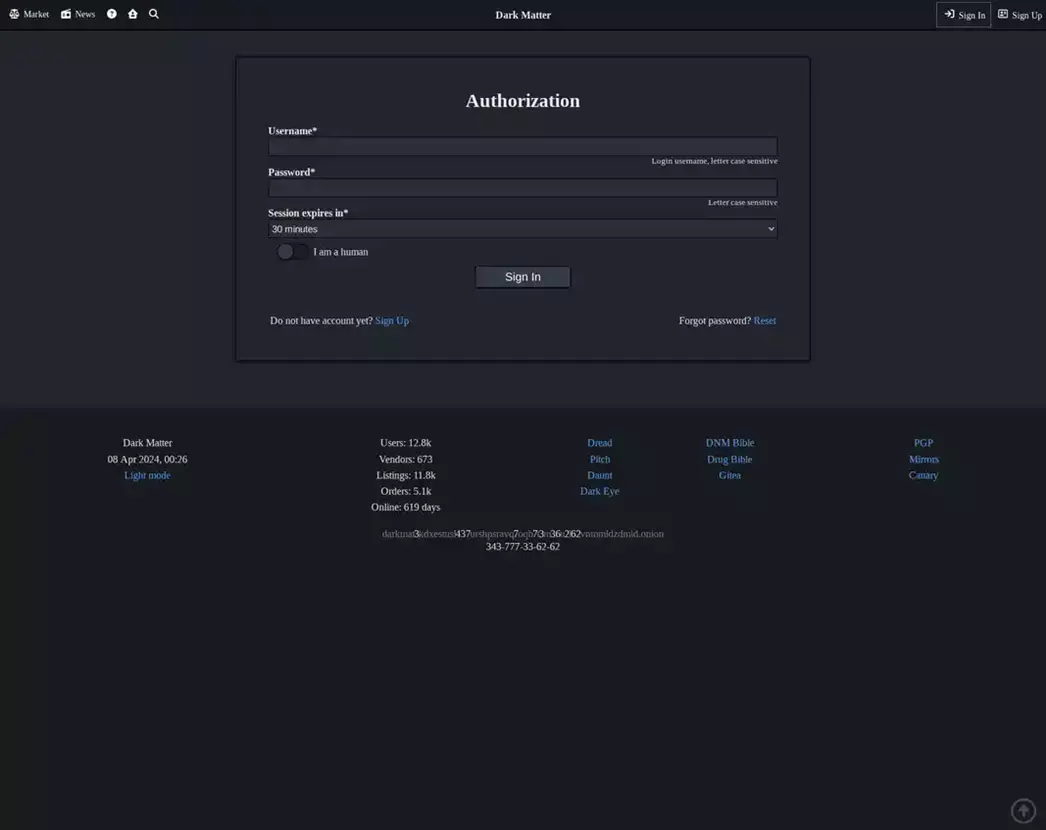 Market News Dark Matter Sign In Sign Up
Authorization
Username*
Login username, letter case sensitive
Password*
Letter case sensitive
Session expires in*
30 minutes
I am a human
Sign In
Do not have account yet? Sign Up Forgot password? Reset
Dark Matter
08 Apr 2024, 00:26
Light mode
Users: 12.8k
Vendors: 673
Listings: 11.8k
Orders: 5.1k
Online: 619 days
Dread
Pitch
Daunt
Dark Eye
DNM Bible
Drug Bible
Gitea
PGP
Mirrors
Canary
343-777-33-62-62